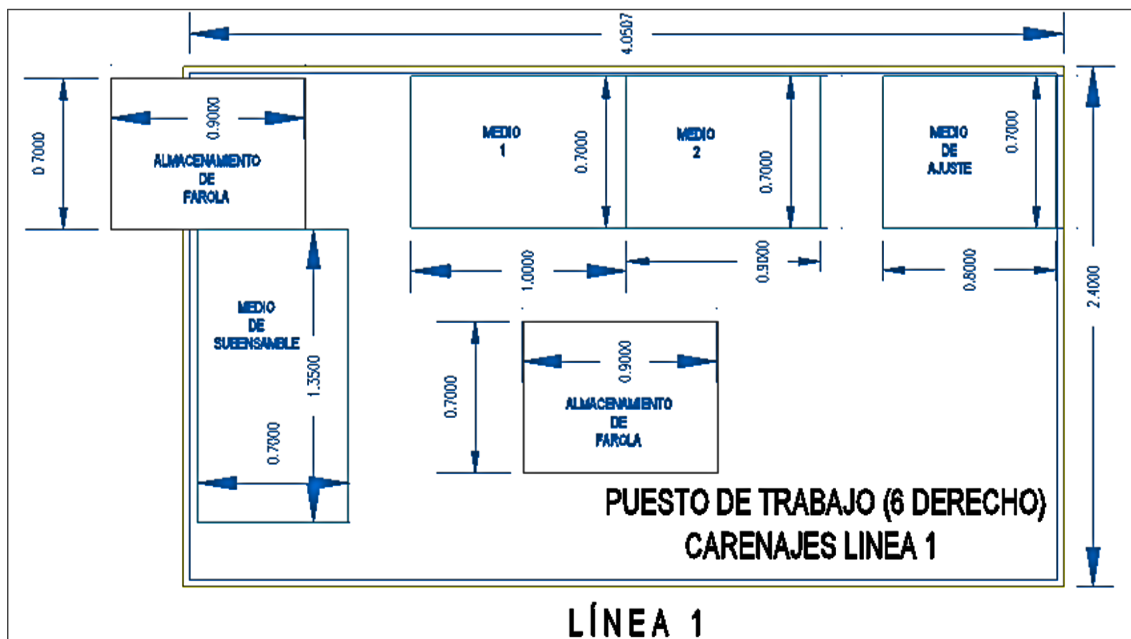 4.0507
0.7000
0.9000
ALMACENAMIENTO
DE
FAROLA
MEDIO
1
0.7000
MEDIO
2
0.7000
MEDIO
DE
AJUSTE
0.7000
1.0000
0.9000
0.8000
2.4000
MEDIO
DE
SUBENSAMBLE
1.3500
0.7000
0.7000
0.9000
ALMACENAMIENTO
DE
FAROLA
PUESTO DE TRABAJO (6 DERECHO)
CARENAJES LINEA 1
LÍNEA 1